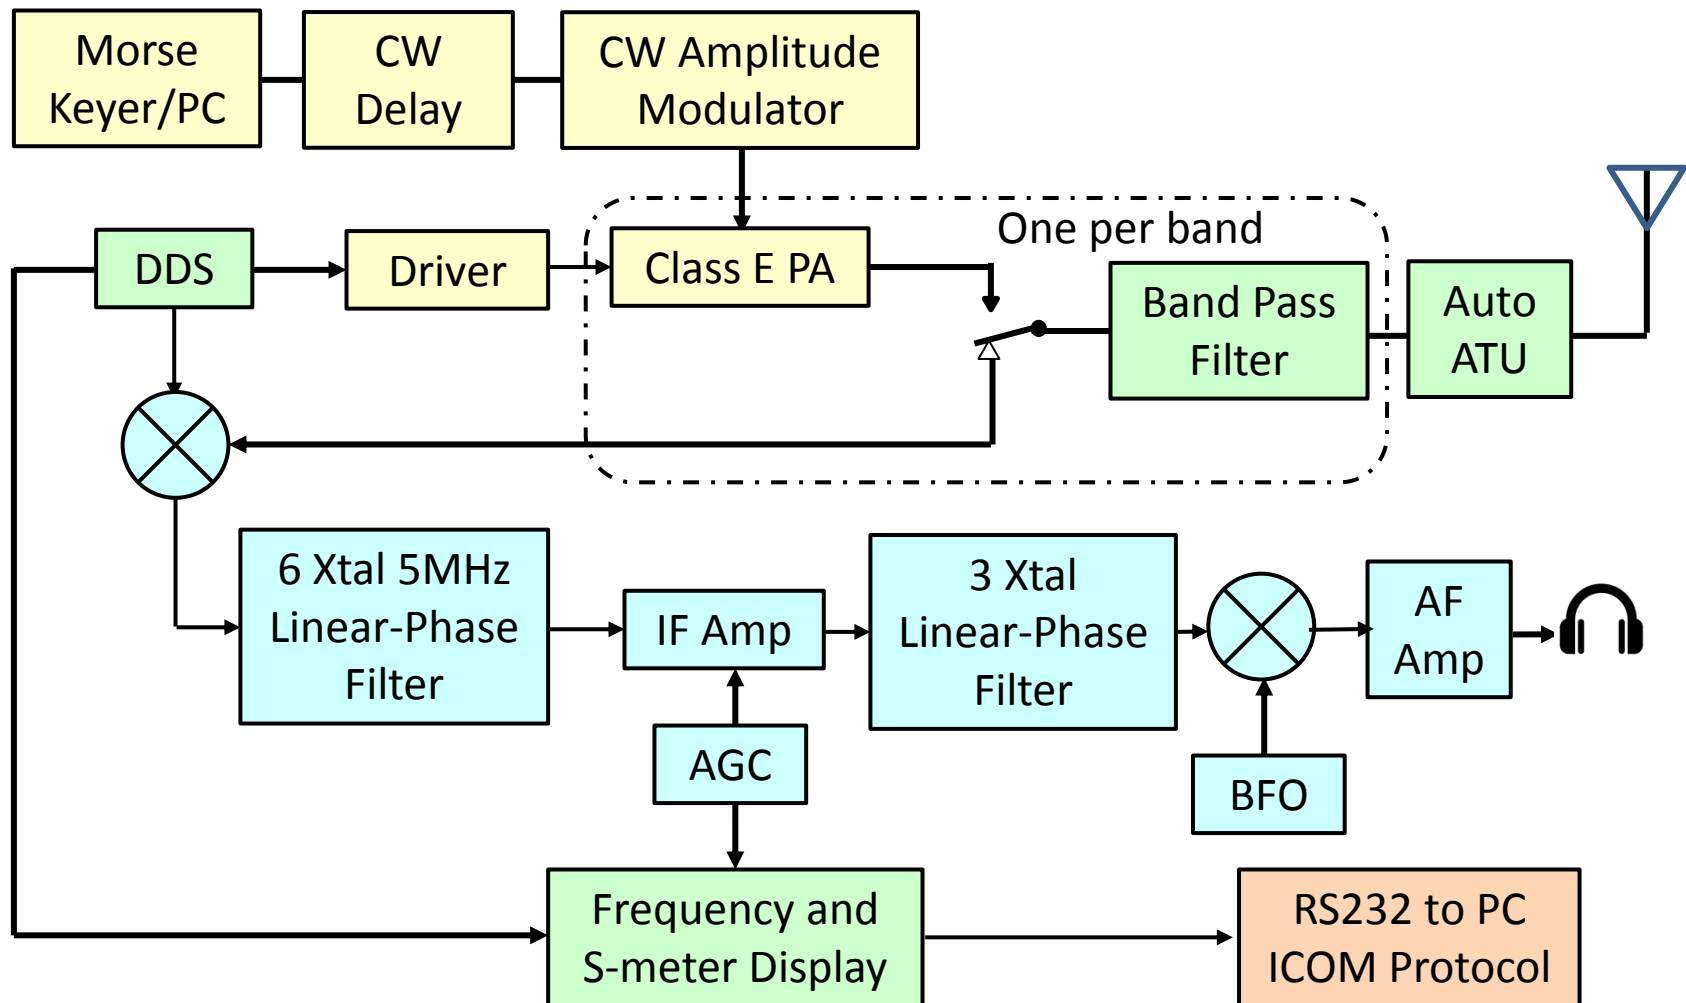 Morse
Keyer/PC
CW
Delay
CW Amplitude
Modulator
One per band
DDS
Driver
Class E PA
Band Pass
Filter
Auto
ATU
6 Xtal 5MHz
Linear-Phase
Filter
IF Amp
3 Xtal
Linear-Phase
Filter
AF
Amp
AGC
BFO
Frequency and
S-meter Display
RS232 to PC
ICOM Protocol